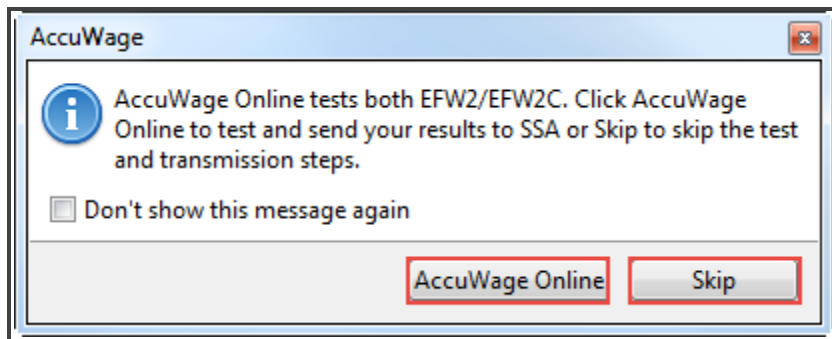 AccuWage
AccuWage Online tests both EFW2/EFW2C. Click AccuWage
Online to test and send your results to SSA or Skip to skip the test
and transmission steps.
Don't show this message again
AccuWage Online
Skip